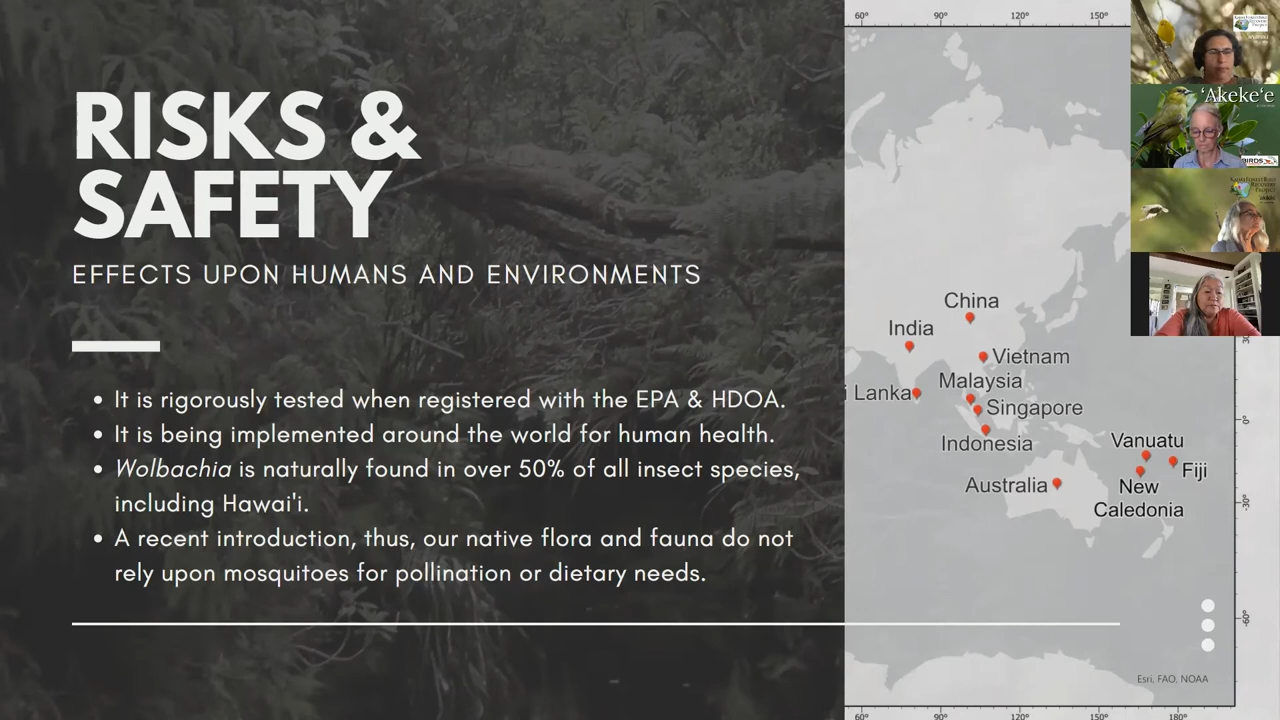 RISKS &
SAFETY
EFFECTS UPON HUMANS AND ENVIRONMENTS
• It is rigorously tested when registered with the EPA & HDOA.
• It is being implemented around the world for human health.
• Wolbachia is naturally found in over 50% of all insect species,
including Hawai'i.
• A recent introduction, thus, our native flora and fauna do not
rely upon mosquitoes for pollination or dietary needs.
60° 90° 120° 150°
China
India
Vietnam
Malaysia
i Lanka
Singapore
Indonesia
Vanuatu
Fiji
Australia
New
Caledonia
0°
-30°
-60°
Esri, FAO, NOAA
60° 90° 120° 150° 180°
'Akeke'e
BIRDS